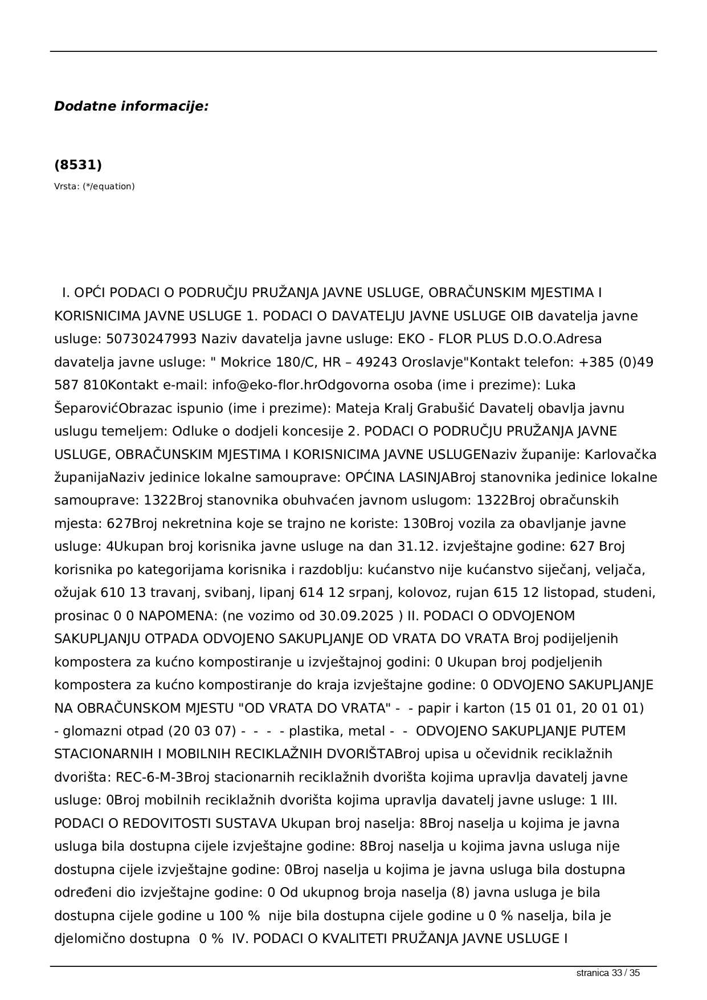 Dodatne informacije:
(8531)
Vrsta: (*/equation)
I. OPĆI PODACI O PODRUČJU PRUŽANJA JAVNE USLUGE, OBRAČUNSKIM MJESTIMA I
KORISNICIMA JAVNE USLUGE 1. PODACI O DAVATELJU JAVNE USLUGE OIB davatelja javne
usluge: 50730247993 Naziv davatelja javne usluge: EKO - FLOR PLUS D.O.O.Adresa
davatelja javne usluge: " Mokrice 180/C, HR – 49243 Oroslavje"Kontakt telefon: +385 (0)49
587 810Kontakt e-mail: info@eko-flor.hrOdgovorna osoba (ime i prezime): Luka
ŠeparovićObrazac ispunio (ime i prezime): Mateja Kralj Grabušić Davatelj obavlja javnu
uslugu temeljem: Odluke o dodjeli koncesije 2. PODACI O PODRUČJU PRUŽANJA JAVNE
USLUGE, OBRAČUNSKIM MJESTIMA I KORISNICIMA JAVNE USLUGENaziv županije: Karlovačka
županijaNaziv jedinice lokalne samouprave: OPĆINA LASINJABroj stanovnika jedinice lokalne
samouprave: 1322Broj stanovnika obuhvaćen javnom uslugom: 1322Broj obračunskih
mjesta: 627Broj nekretnina koje se trajno ne koriste: 130Broj vozila za obavljanje javne
usluge: 4Ukupan broj korisnika javne usluge na dan 31.12. izvještajne godine: 627 Broj
korisnika po kategorijama korisnika i razdoblju: kućanstvo nije kućanstvo siječanj, veljača,
ožujak 610 13 travanj, svibanj, lipanj 614 12 srpanj, kolovoz, rujan 615 12 listopad, studeni,
prosinac 0 0 NAPOMENA: (ne vozimo od 30.09.2025 ) II. PODACI O ODVOJENOM
SAKUPLJANJU OTPADA ODVOJENO SAKUPLJANJE OD VRATA DO VRATA Broj podijeljenih
kompostera za kućno kompostiranje u izvještajnoj godini: 0 Ukupan broj podjeljenih
kompostera za kućno kompostiranje do kraja izvještajne godine: 0 ODVOJENO SAKUPLJANJE
NA OBRAČUNSKOM MJESTU "OD VRATA DO VRATA" -  - papir i karton (15 01 01, 20 01 01)
- glomazni otpad (20 03 07) -  -  -  - plastika, metal -  -  ODVOJENO SAKUPLJANJE PUTEM
STACIONARNIH I MOBILNIH RECIKLAŽNIH DVORIŠTABroj upisa u očevidnik reciklažnih
dvorišta: REC-6-M-3Broj stacionarnih reciklažnih dvorišta kojima upravlja davatelj javne
usluge: 0Broj mobilnih reciklažnih dvorišta kojima upravlja davatelj javne usluge: 1 III.
PODACI O REDOVITOSTI SUSTAVA Ukupan broj naselja: 8Broj naselja u kojima je javna
usluga bila dostupna cijele izvještajne godine: 8Broj naselja u kojima javna usluga nije
dostupna cijele izvještajne godine: 0Broj naselja u kojima je javna usluga bila dostupna
određeni dio izvještajne godine: 0 Od ukupnog broja naselja (8) javna usluga je bila
dostupna cijele godine u 100 %  nije bila dostupna cijele godine u 0 % naselja, bila je
djelomično dostupna  0 %  IV. PODACI O KVALITETI PRUŽANJA JAVNE USLUGE I
stranica 33 / 35